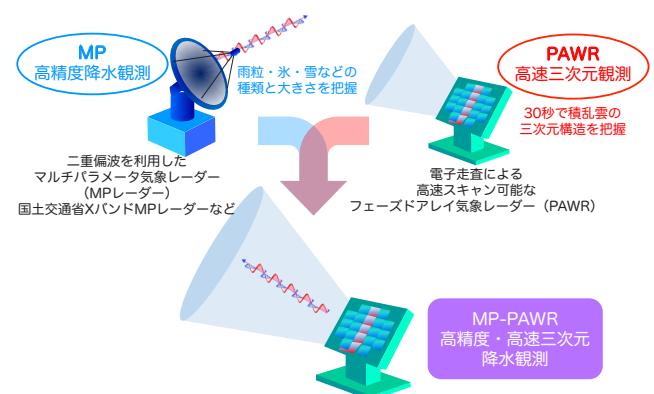 MP
高精度降水観測
雨粒・氷・雪などの
種類と大きさを把握
PAWR
高速三次元観測
30秒で積乱雲の
三次元構造を把握
二重偏波を利用した
マルチパラメータ気象レーダー
（MPレーダー）
国土交通省XバンドMPレーダーなど
電子走査による
高速スキャン可能な
フェーズドアレイ気象レーダー（PAWR）
MP-PAWR
高精度・高速三次元
降水観測